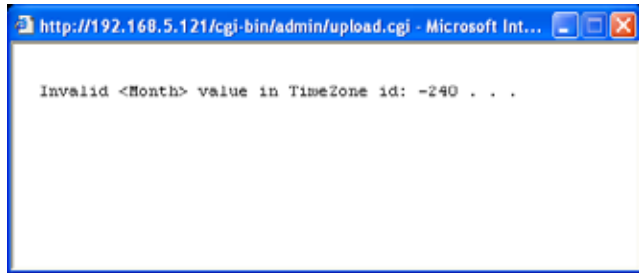 http://192.168.5.121/cgi-bin/admin/upload.cgi - Microsoft Int...
Invalid <Month> value in TimeZone id: -240 . . .